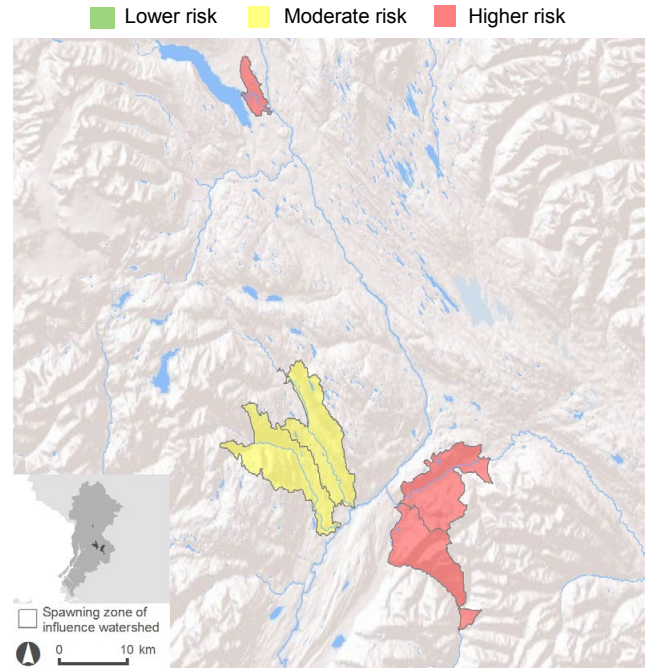 Lower risk Moderate risk Higher risk
Spawning zone of
influence watershed
0 10 km